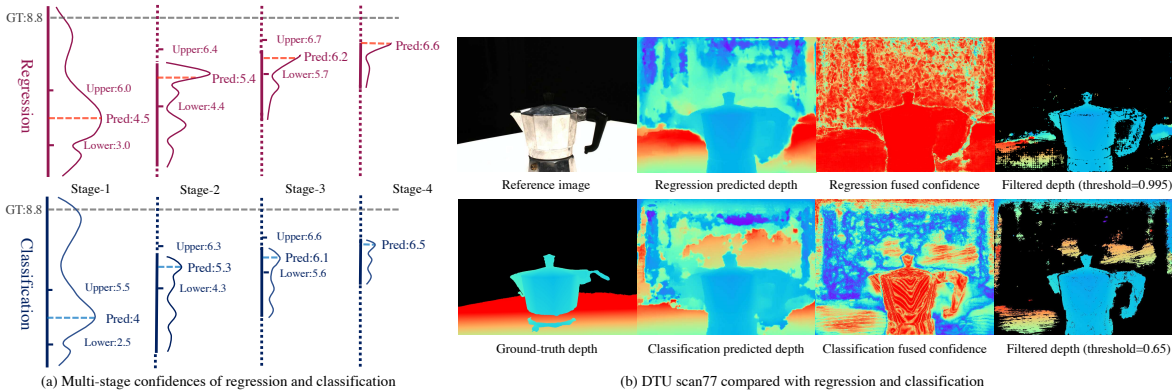 GT:8.8
Regression
Upper:6.0
Pred:4.5
Lower:3.0
Upper:6.4
Pred:5.4
Lower:4.4
Upper:6.7
Pred:6.2
Lower:5.7
Pred:6.6
Stage-1 Stage-2 Stage-3 Stage-4
GT:8.8
Classification
Upper:5.5
Pred:4
Lower:2.5
Upper:6.3
Pred:5.3
Lower:4.3
Upper:6.6
Pred:6.1
Lower:5.6
Pred:6.5
(a) Multi-stage confidences of regression and classification
Reference image Regression predicted depth Regression fused confidence Filtered depth (threshold=0.995)
Ground-truth depth Classification predicted depth Classification fused confidence Filtered depth (threshold=0.65)
(b) DTU scan77 compared with regression and classification